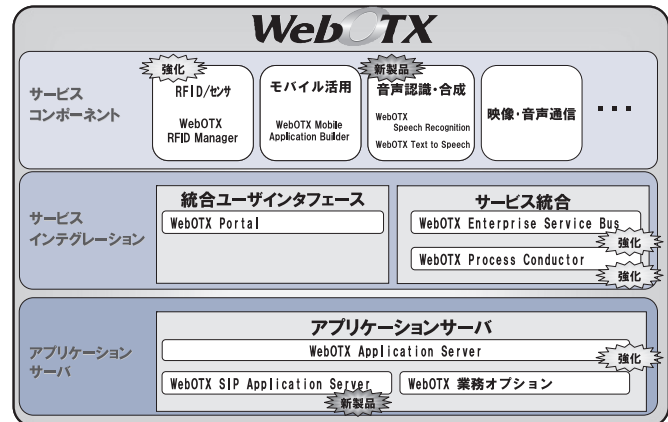 WebOTX
サービス
コンポーネント
強化
RFID/センサ
WebOTX
RFID Manager
モバイル活用
WebOTX Mobile
Application Builder
新製品
音声認識・合成
WebOTX
Speech Recognition
WebOTX Text to Speech
映像・音声通信
・・・
サービス
インテグレーション
統合ユーザインタフェース
WebOTX Portal
サービス統合
WebOTX Enterprise Service Bus
強化
WebOTX Process Conductor
強化
アプリケーション
サーバ
アプリケーションサーバ
WebOTX Application Server
強化
WebOTX SIP Application Server
新製品
WebOTX 業務オプション